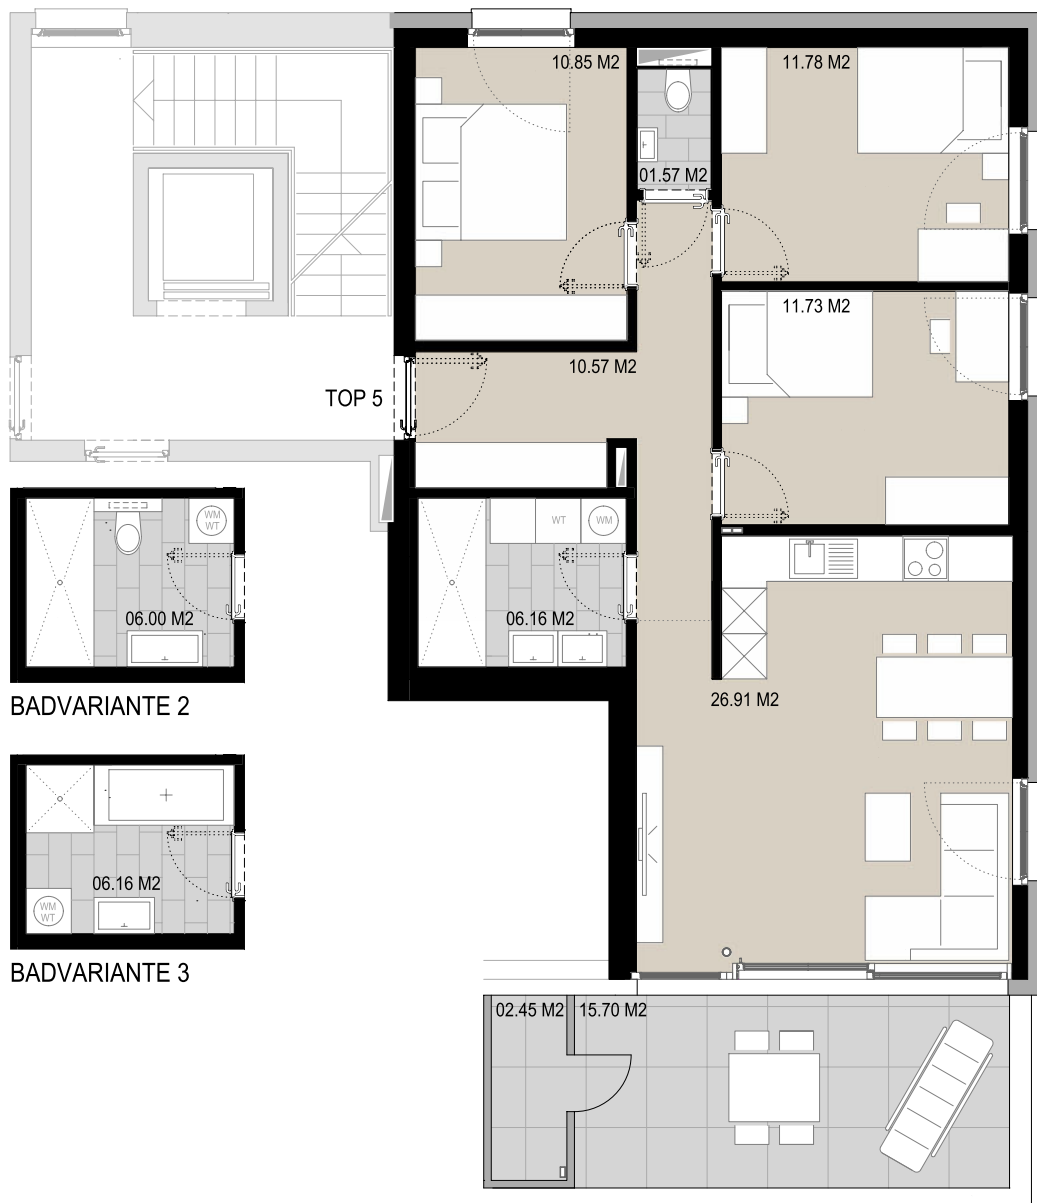 10.85 M2
11.78 M2
01.57 M2
11.73 M2
10.57 M2
TOP 5
WM
WT
WT
WM
06.00 M2
06.16 M2
BADVARIANTE 2
26.91 M2
06.16 M2
WM
WT
BADVARIANTE 3
02.45 M2
15.70 M2